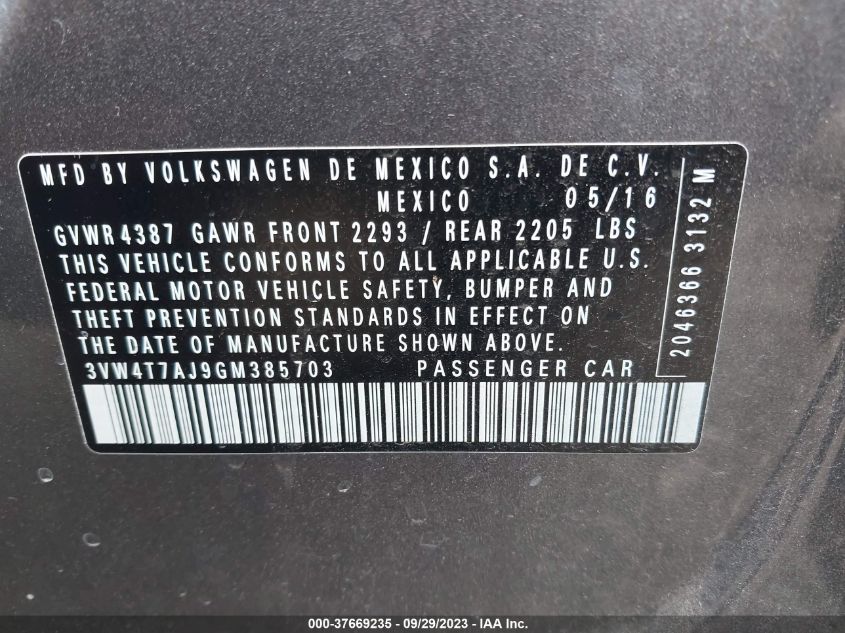 MFD BY VOLKSWAGEN DE MEXICO S.A. DE C.V.
MEXICO 05/16
GVWR 4387 GAWR FRONT 2293 / REAR 2205 LBS
THIS VEHICLE CONFORMS TO ALL APPLICABLE U.S.
FEDERAL MOTOR VEHICLE SAFETY, BUMPER AND
THEFT PREVENTION STANDARDS IN EFFECT ON
THE DATE OF MANUFACTURE SHOWN ABOVE.
3VW4T7AJ9GM385703 PASSENGER CAR
2046366 3132 M
000-37669235 - 09/29/2023 - IAA Inc.